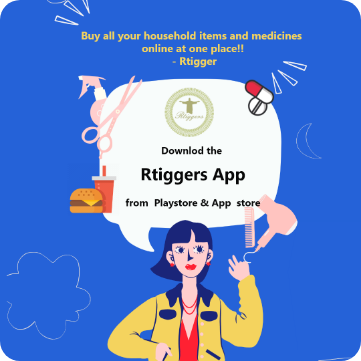 Buy all your household items and medicines
online at one place!!
- Rtigger
Rtiggers
Downlod the
Rtiggers App
from Playstore & App store